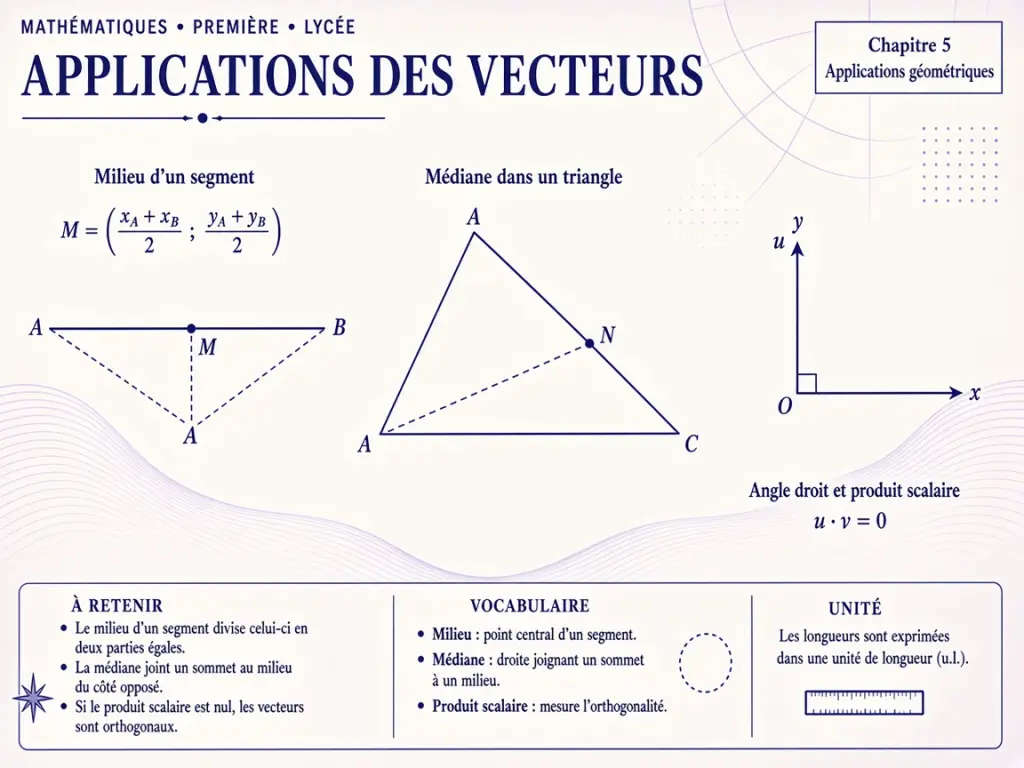 MATHÉMATIQUES • PREMIÈRE • LYCÉE
APPLICATIONS DES VECTEURS
Chapitre 5
Applications géométriques
Milieu d’un segment
M = ( (x_A + x_B)/2 ; (y_A + y_B)/2 )
A
B
M
A
Médiane dans un triangle
A
N
A
C
y
u
O
x
Angle droit et produit scalaire
u · v = 0
À RETENIR
• Le milieu d’un segment divise celui-ci en
deux parties égales.
• La médiane joint un sommet au milieu
du côté opposé.
• Si le produit scalaire est nul, les vecteurs
sont orthogonaux.
VOCABULAIRE
• Milieu : point central d’un segment.
• Médiane : droite joignant un sommet
à un milieu.
• Produit scalaire : mesure l’orthogonalité.
UNITÉ
Les longueurs sont exprimées
dans une unité de longueur (u.l.).